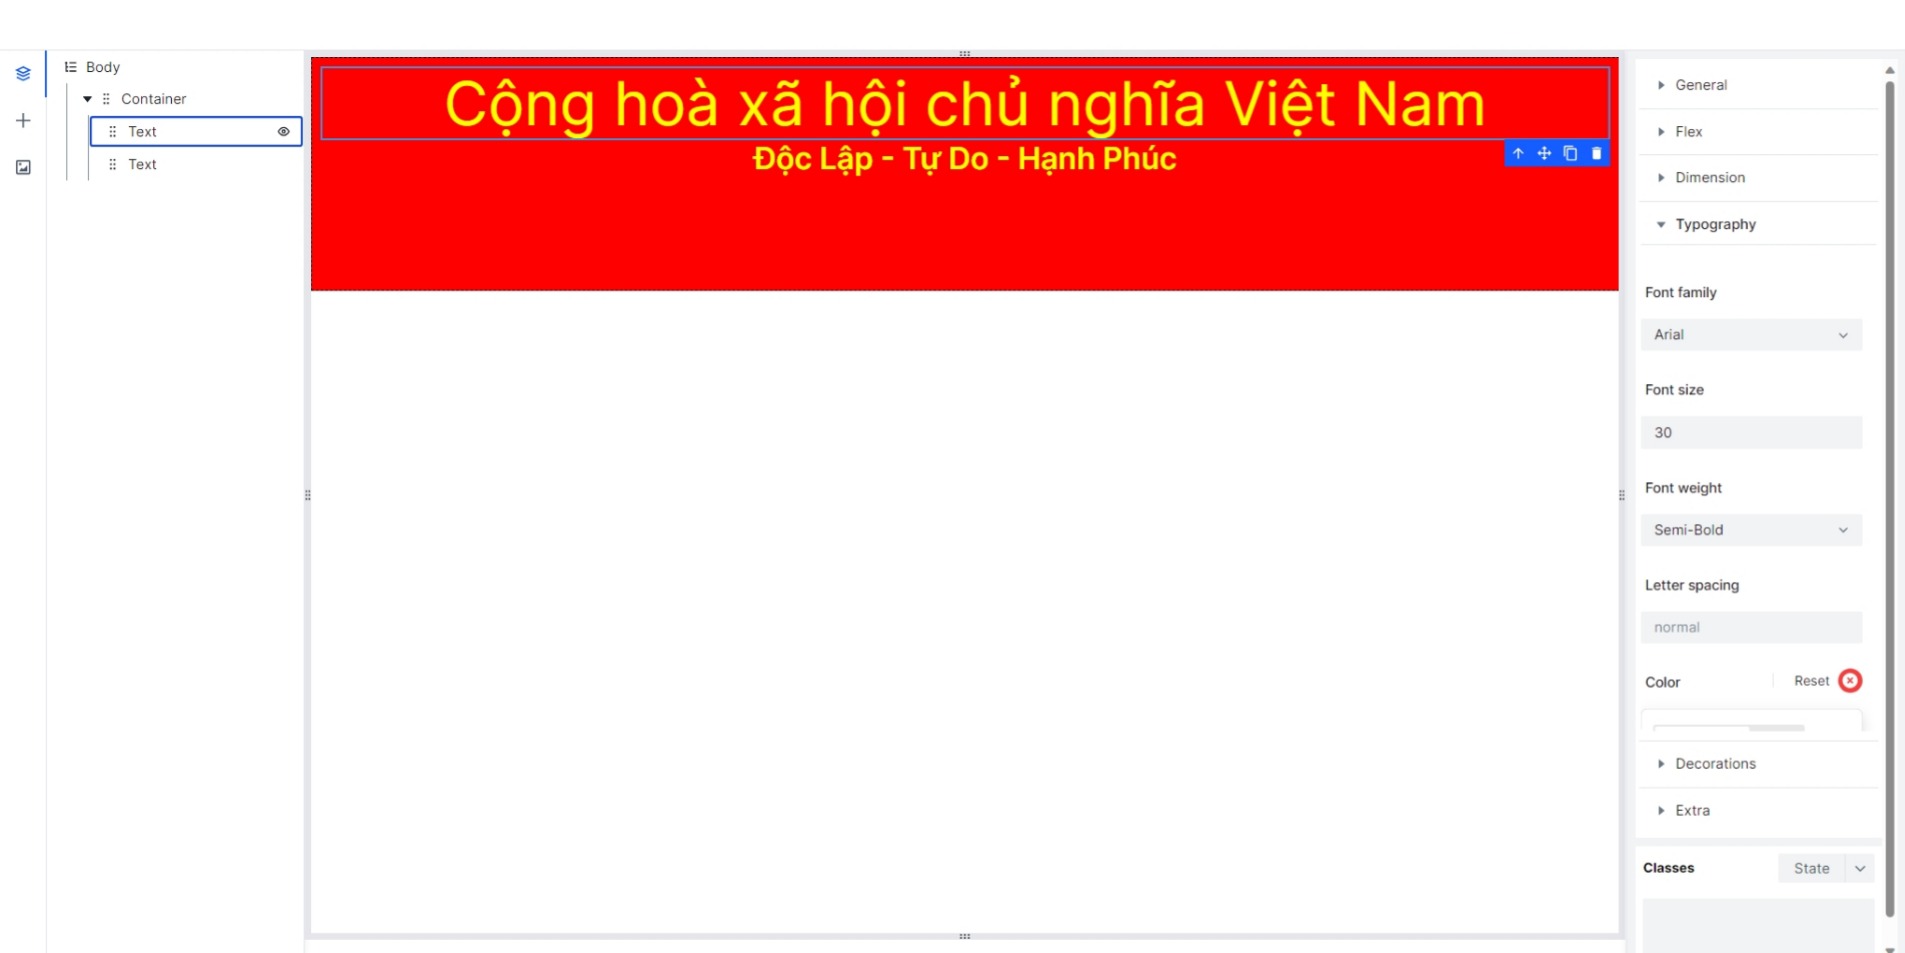 Body
Container
Text
Text
Cộng hoà xã hội chủ nghĩa Việt Nam
Độc Lập - Tự Do - Hạnh Phúc
General
Flex
Dimension
Typography
Font family
Arial
Font size
30
Font weight
Semi-Bold
Letter spacing
normal
Color Reset
Decorations
Extra
Classes State